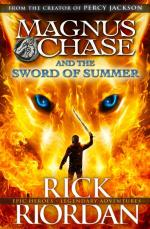 FROM THE CREATOR OF PERCY JACKSON
MAGNUS
CHASE
AND THE
SWORD OF SUMMER
RICK
RIORDAN
EPIC HEROES • LEGENDARY ADVENTURES